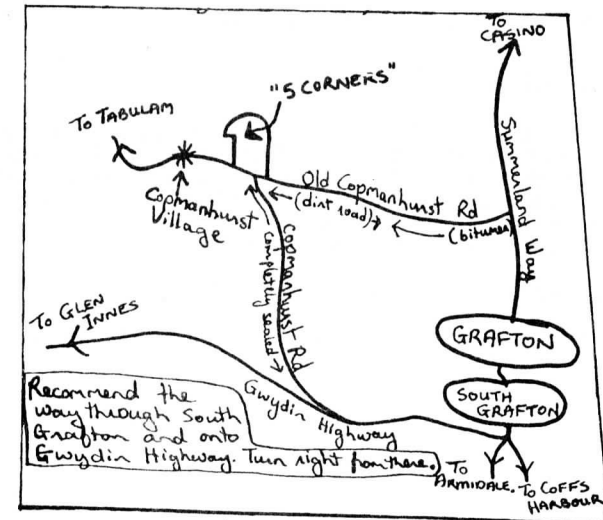 To
CASINO
"5 CORNERS"
To TABULAM
Summerland Way
Old Copmanhurst Rd
(dirt road)
(bitumen)
Copmanhurst
Village
Copmanhurst Rd
completely sealed
To GLEN
INNES
GRAFTON
SOUTH
GRAFTON
Gwydir Highway
Recommend the
way through South
Grafton and onto
Gwydir Highway. Turn right from there.
To
ARMIDALE.
To COFFS
HARBOUR